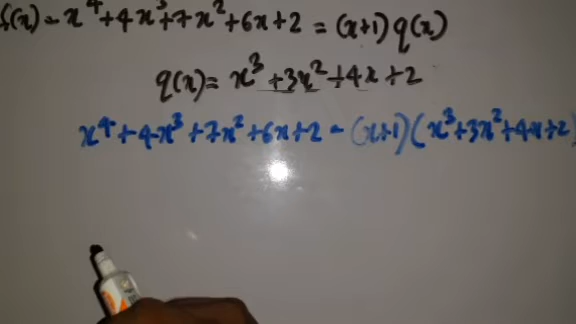 f(x) = x⁴+4x³+7x²+6x+2 = (x+1) q(x)
q(x) = x³+3x²+4x+2
x⁴+4x³+7x²+6x+2 = (x+1)(x³+3x²+4x+2)